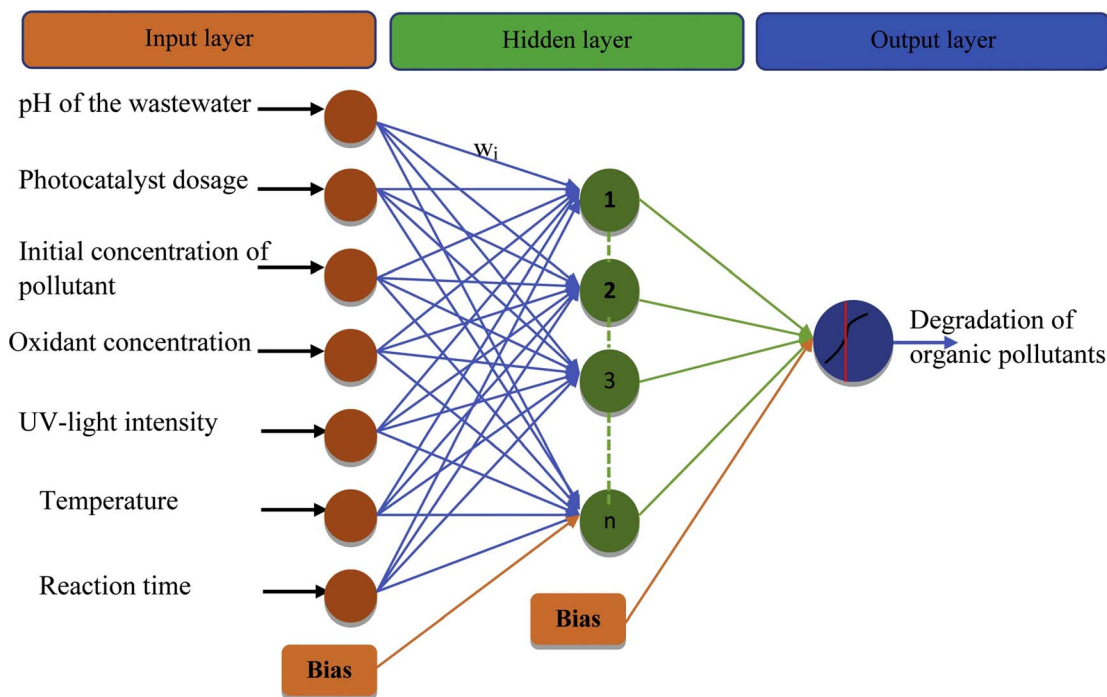 Input layer
Hidden layer
Output layer
pH of the wastewater
Photocatalyst dosage
Initial concentration of
pollutant
Oxidant concentration
UV-light intensity
Temperature
Reaction time
Bias
wi
1
2
3
n
Bias
Degradation of
organic pollutants